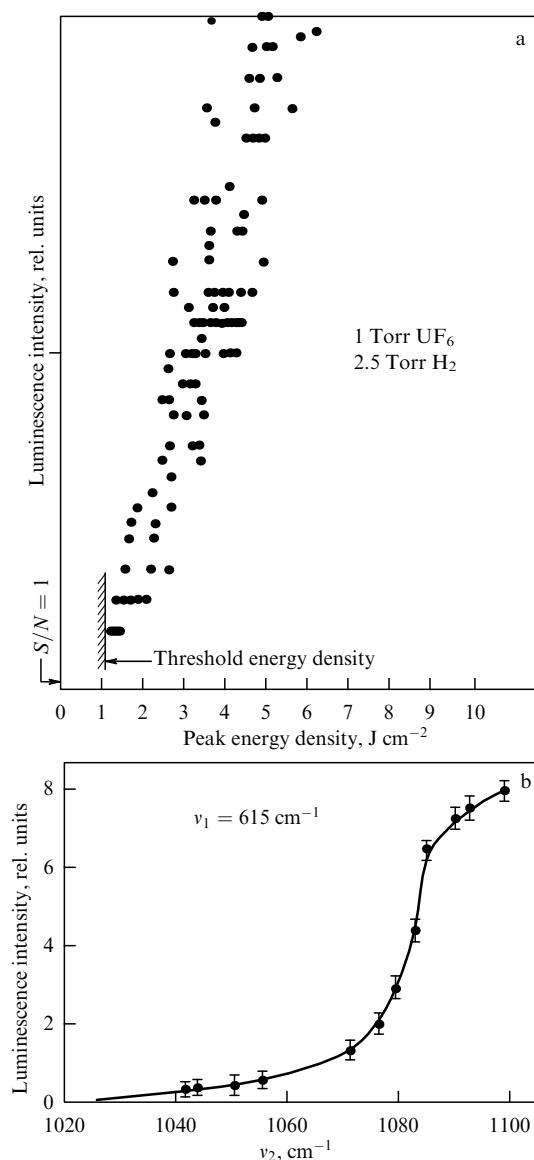 a
Luminescence intensity, rel. units
1 Torr UF₆
2.5 Torr H₂
S/N = 1
Threshold energy density
0 1 2 3 4 5 6 7 8 9 10
Peak energy density, J cm⁻²
b
8
ν₁ = 615 cm⁻¹
6
4
2
0
Luminescence intensity, rel. units
1020 1040 1060 1080 1100
ν₂, cm⁻¹